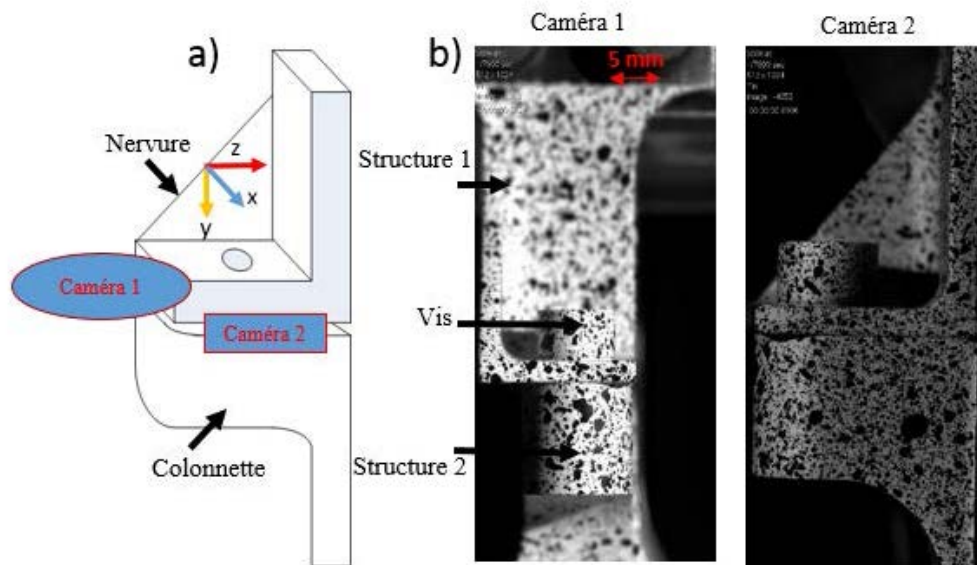 a)
Nervure
z
x
y
Caméra 1
Caméra 2
Colonnette
b)
Caméra 1
5 mm
Structure 1
Vis
Structure 2
Caméra 2